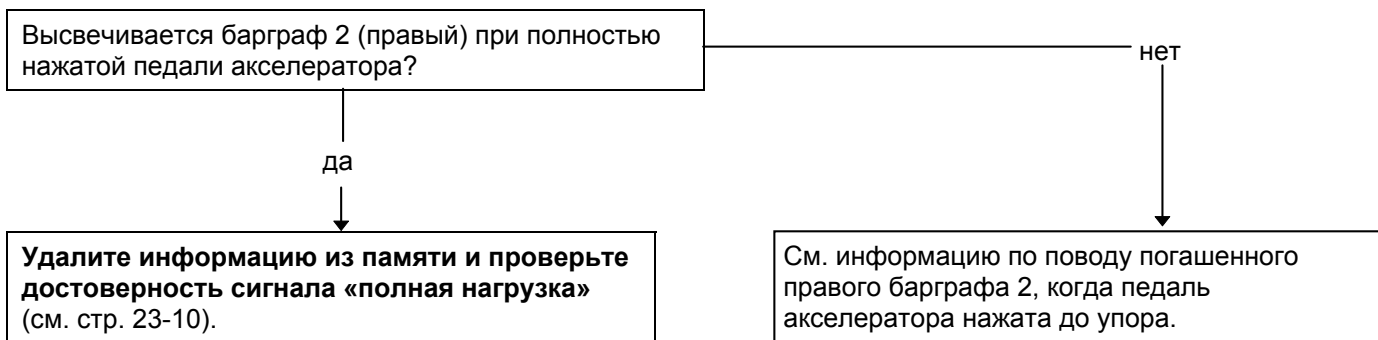 Высвечивается барграф 2 (правый) при полностью
нажатой педали акселератора?
нет
да
Удалите информацию из памяти и проверьте
достоверность сигнала «полная нагрузка»
(см. стр. 23-10).
См. информацию по поводу погашенного
правого барграфа 2, когда педаль
акселератора нажата до упора.